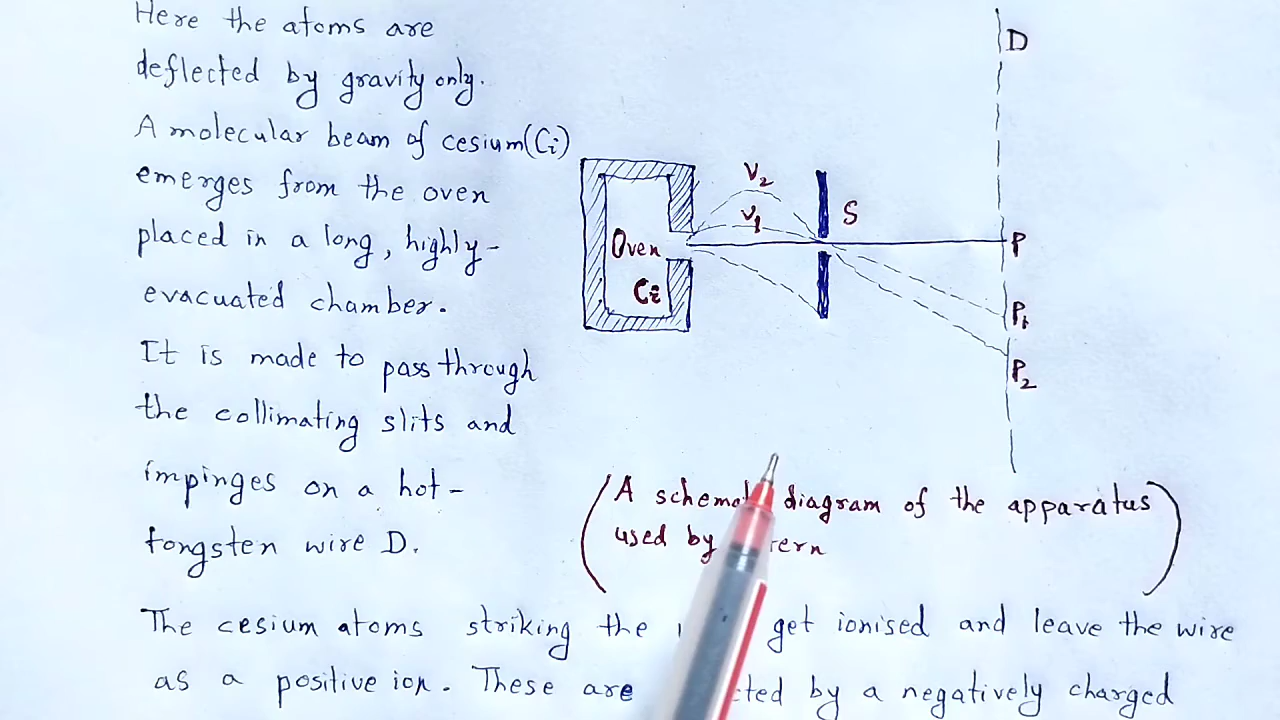 Here the atoms are
deflected by gravity only.
A molecular beam of cesium (Ci)
emerges from the oven
placed in a long, highly-
evacuated chamber.
It is made to pass through
the collimating slits and
impinges on a hot-
tongsten wire D.
D
V2
V1
S
Oven
Ci
P
P1
P2
(A diagram of the apparatus
used by)
The cesium atoms striking the get ionised and leave the wire
as a positive ion. These are by a negatively charged